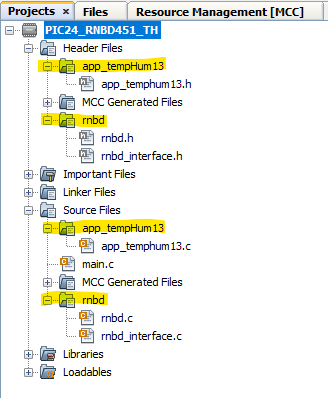 Projects × Files Resource Management [MCC]
PIC24_RNBD451_TH
Header Files
app_tempHum13
app_temphum13.h
MCC Generated Files
rnbd
rnbd.h
rnbd_interface.h
Important Files
Linker Files
Source Files
app_tempHum13
app_temphum13.c
main.c
MCC Generated Files
rnbd
rnbd.c
rnbd_interface.c
Libraries
Loadables